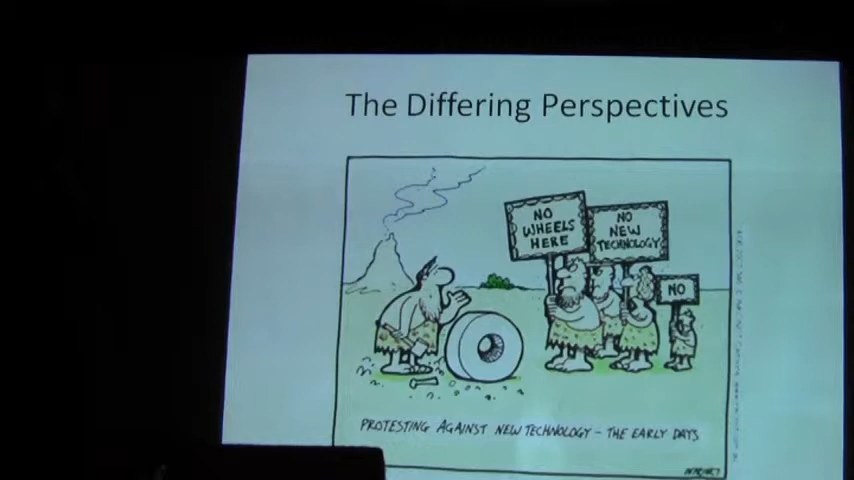 The Differing Perspectives
NO
WHEELS
HERE
NO
NEW
TECHNOLOGY
NO
PROTESTING AGAINST NEW TECHNOLOGY - THE EARLY DAYS